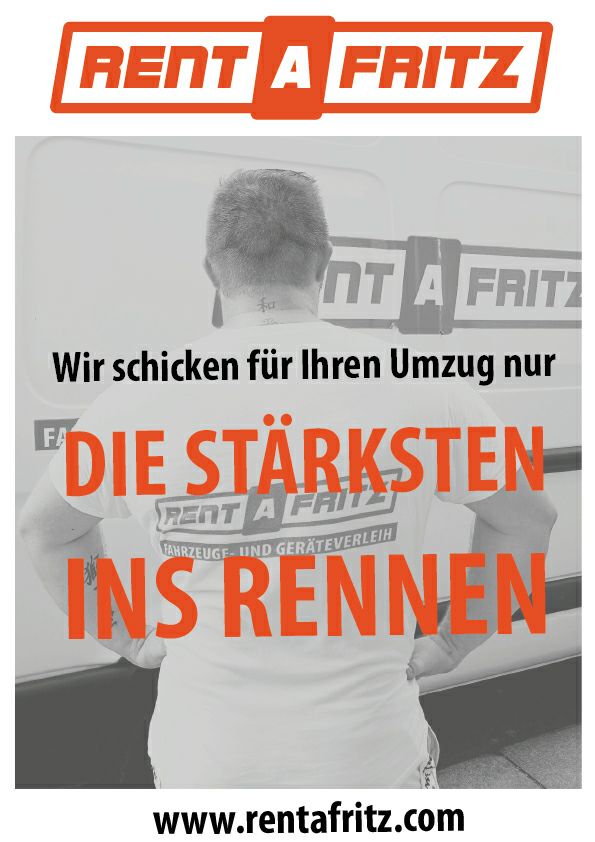 RENT A FRITZ
NT A FRITZ
Wir schicken für Ihren Umzug nur
FA
DIE STÄRKSTEN
RENT A FRITZ
FAHRZEUGE- UND GERÄTEVERLEIH
INS RENNEN
www.rentafritz.com